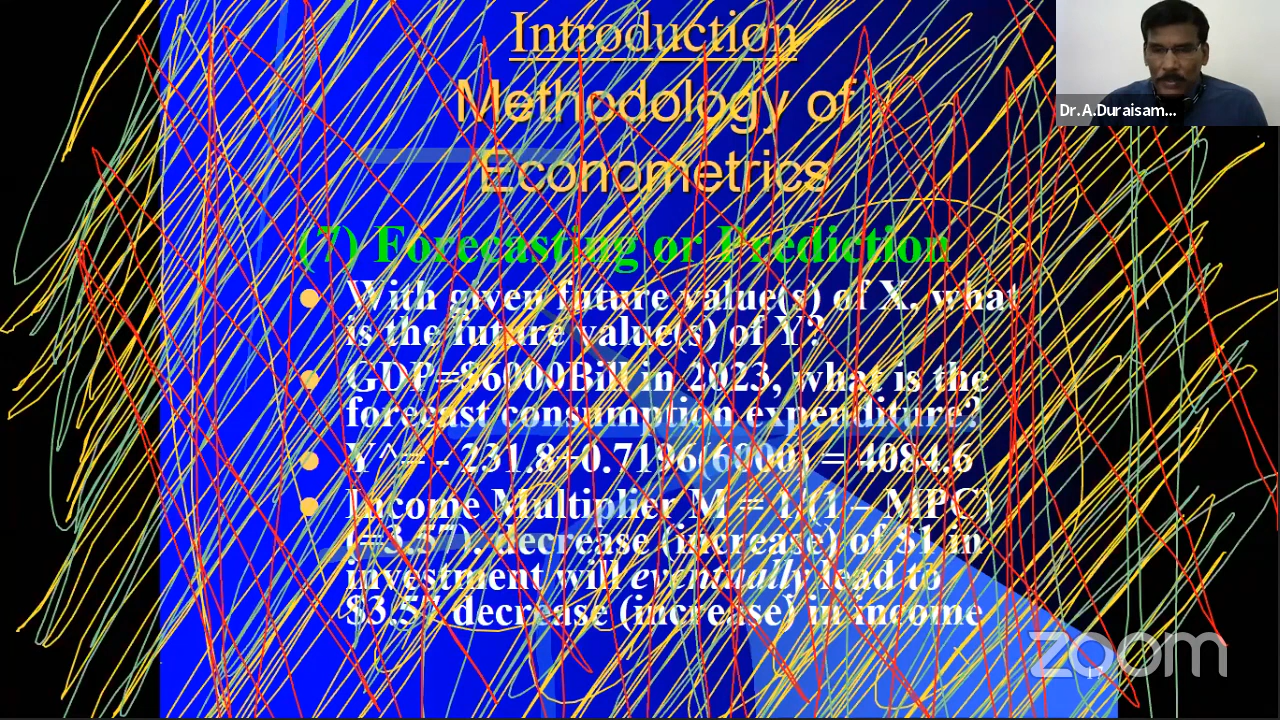 Introduction
Methodology of
Econometrics
Dr.A.Duraisam...
(7) Forecasting or Prediction
With given future value(s) of X, what
is the future value(s) of Y?
GDP=$6000Bill in 2023, what is the
forecast consumption expenditure?
Y^= - 231.8+0.7196(6000) = 4084.6
Income Multiplier M = 1/(1 – MPC)
(=3.57). decrease (increase) of $1 in
investment will eventually lead to
$3.57 decrease (increase) in income
zoom